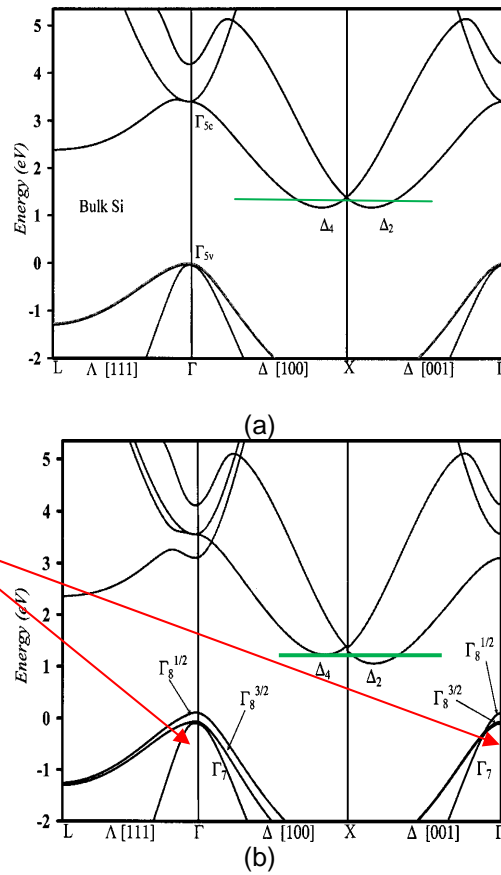 5
4
3
2
1
0
-1
-2
Energy (eV)
Γ5c
Bulk Si
Δ4
Δ2
Γ5v
L Λ [111] Γ Δ [100] X Δ [001]
(a)
5
4
3
2
1
0
-1
-2
Energy (eV)
Γ8 1/2
Γ8 3/2
Γ7
Δ4
Δ2
Γ8 1/2
Γ8 3/2
Γ7
L Λ [111] Γ Δ [100] X Δ [001]
(b)